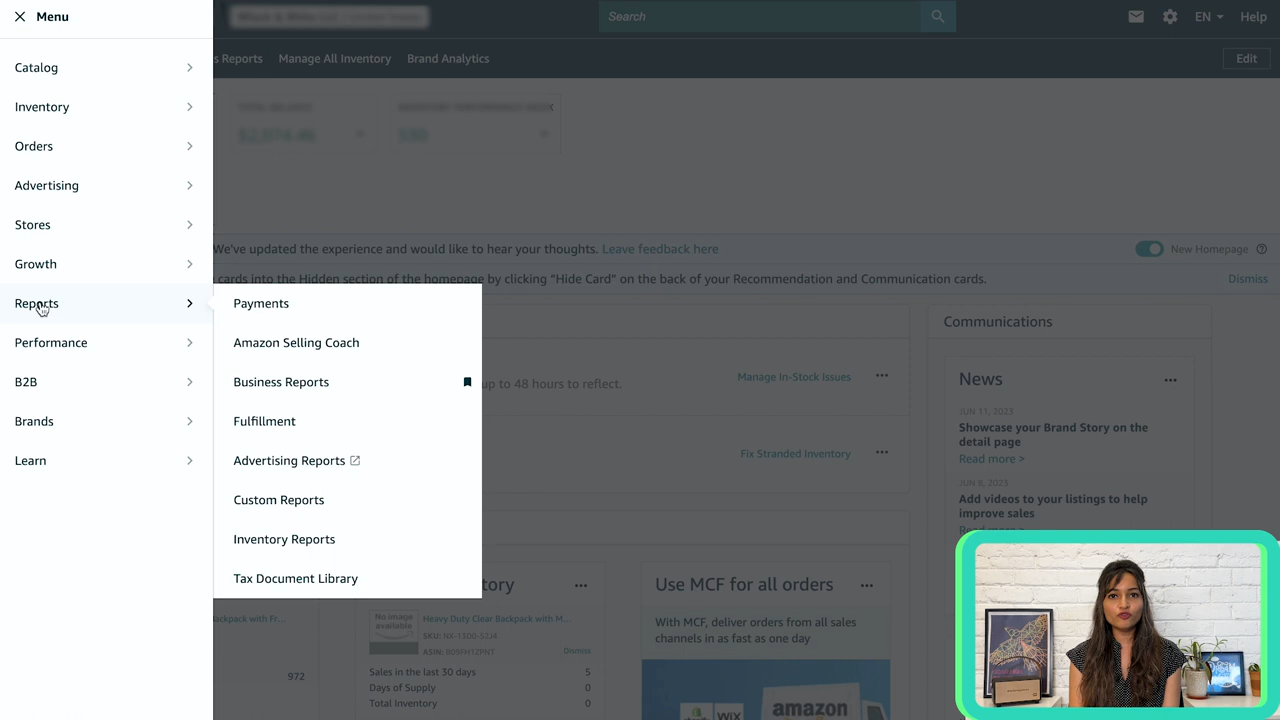 Menu
Search
EN
Help
Catalog
Inventory
Orders
Advertising
Stores
Growth
Reports
Performance
B2B
Brands
Learn
s Reports
Manage All Inventory
Brand Analytics
Edit
We've updated the experience and would like to hear your thoughts. Leave feedback here
New Homepage
cards into the Hidden section of the homepage by clicking "Hide Card" on the back of your Recommendation and Communication cards.
Dismiss
Payments
Amazon Selling Coach
Business Reports
Fulfillment
Advertising Reports
Custom Reports
Inventory Reports
Tax Document Library
up to 48 hours to reflect.
Manage In-Stock Issues
Fix Stranded Inventory
Communications
News
JUN 11, 2023
Showcase your Brand Story on the
detail page
Read more >
JUN 8, 2023
Add videos to your listings to help
improve sales
Read more >
ackpack with Fr...
972
tory
No image
available
Heavy Duty Clear Backpack with M...
SKU: NX-1500-52J4
ASIN: B09FM12PNT
Dismiss
Sales in the last 30 days
5
Days of Supply
0
Total Inventory
0
Use MCF for all orders
With MCF, deliver orders from all sales
channels in as fast as one day
WIX
amazon